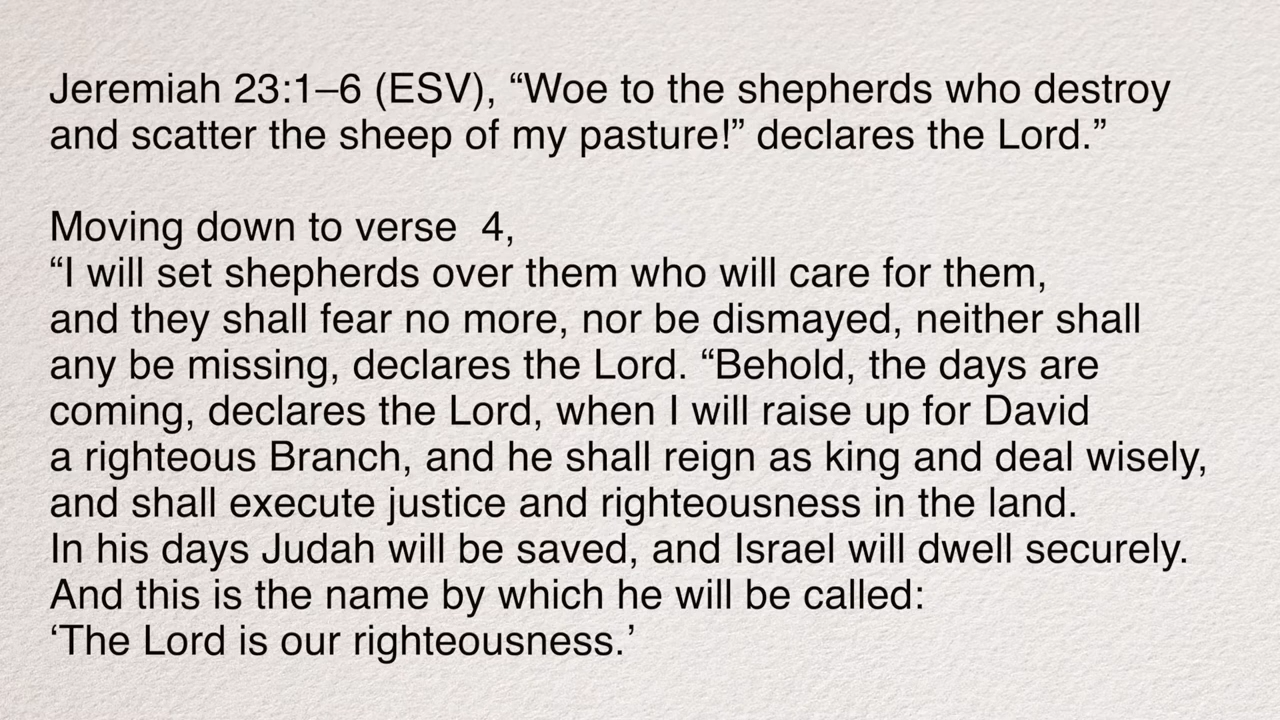 Jeremiah 23:1–6 (ESV), “Woe to the shepherds who destroy
and scatter the sheep of my pasture!” declares the Lord.”
Moving down to verse  4,
“I will set shepherds over them who will care for them,
and they shall fear no more, nor be dismayed, neither shall
any be missing, declares the Lord. “Behold, the days are
coming, declares the Lord, when I will raise up for David
a righteous Branch, and he shall reign as king and deal wisely,
and shall execute justice and righteousness in the land.
In his days Judah will be saved, and Israel will dwell securely.
And this is the name by which he will be called:
‘The Lord is our righteousness.’